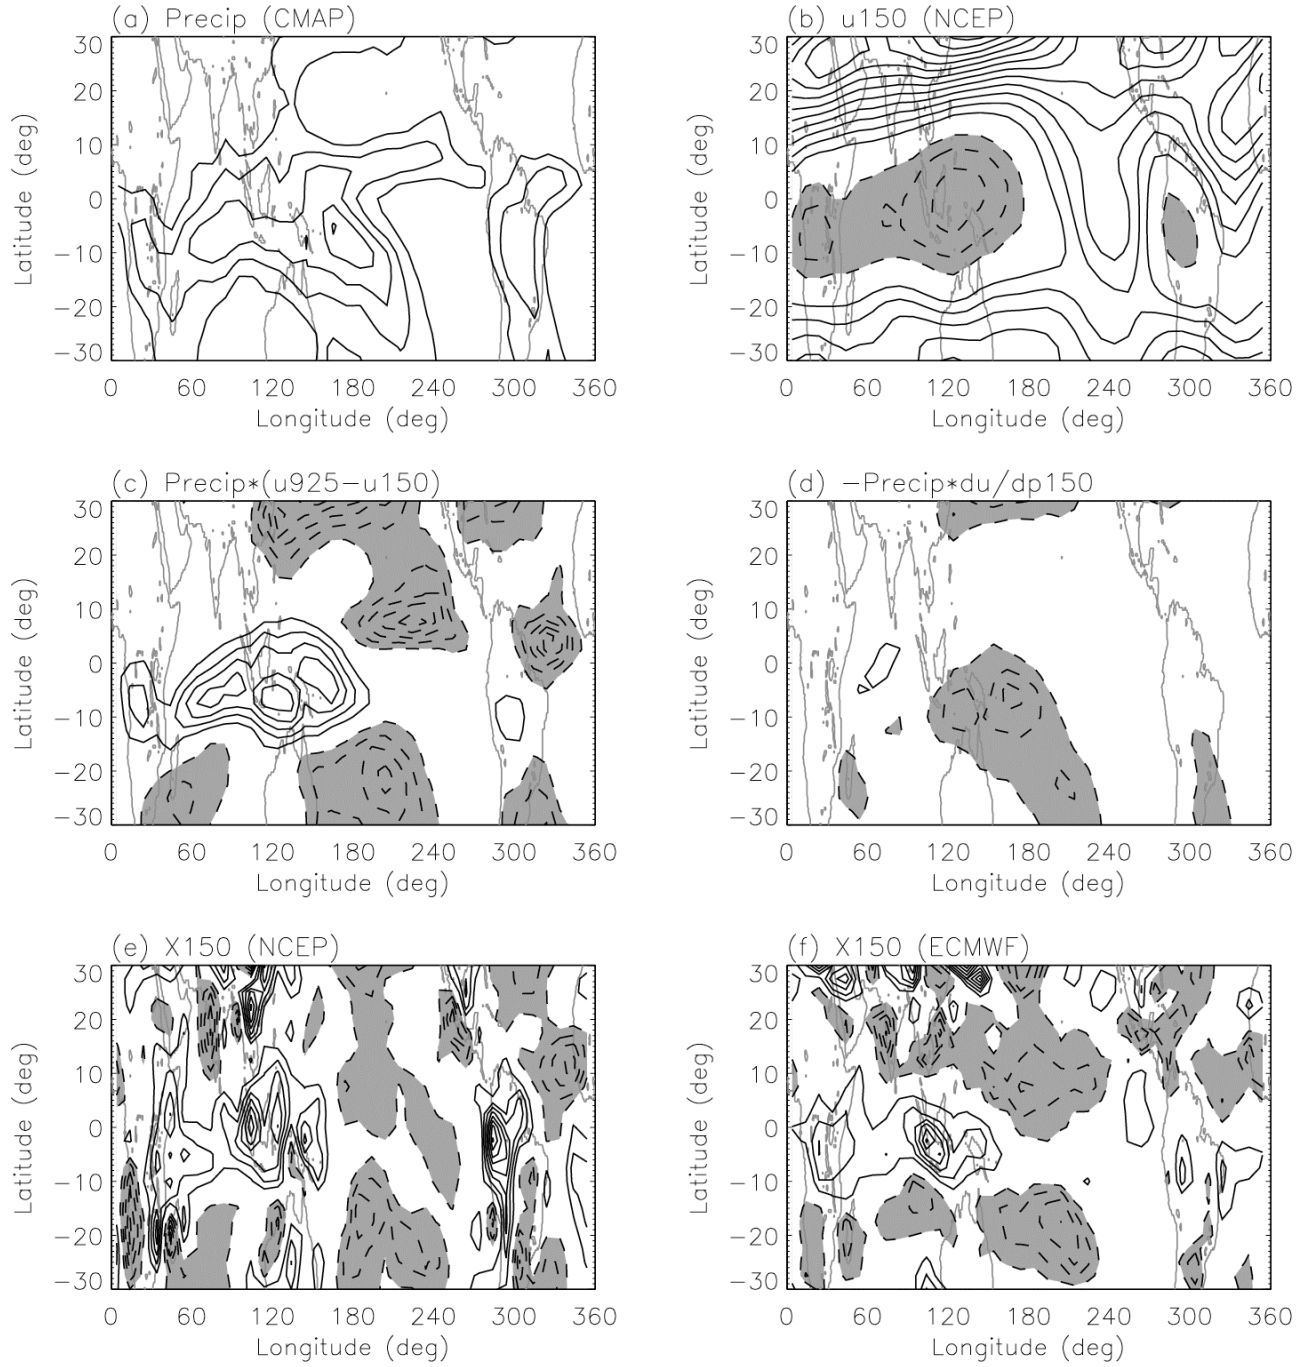 (a) Precip (CMAP)
30
20
10
0
−10
−20
−30
Latitude (deg)
0 60 120 180 240 300 360
Longitude (deg)
(b) u150 (NCEP)
30
20
10
0
−10
−20
−30
Latitude (deg)
0 60 120 180 240 300 360
Longitude (deg)
(c) Precip*(u925−u150)
30
20
10
0
−10
−20
−30
Latitude (deg)
0 60 120 180 240 300 360
Longitude (deg)
(d) −Precip*du/dp150
30
20
10
0
−10
−20
−30
Latitude (deg)
0 60 120 180 240 300 360
Longitude (deg)
(e) X150 (NCEP)
30
20
10
0
−10
−20
−30
Latitude (deg)
0 60 120 180 240 300 360
Longitude (deg)
(f) X150 (ECMWF)
30
20
10
0
−10
−20
−30
Latitude (deg)
0 60 120 180 240 300 360
Longitude (deg)